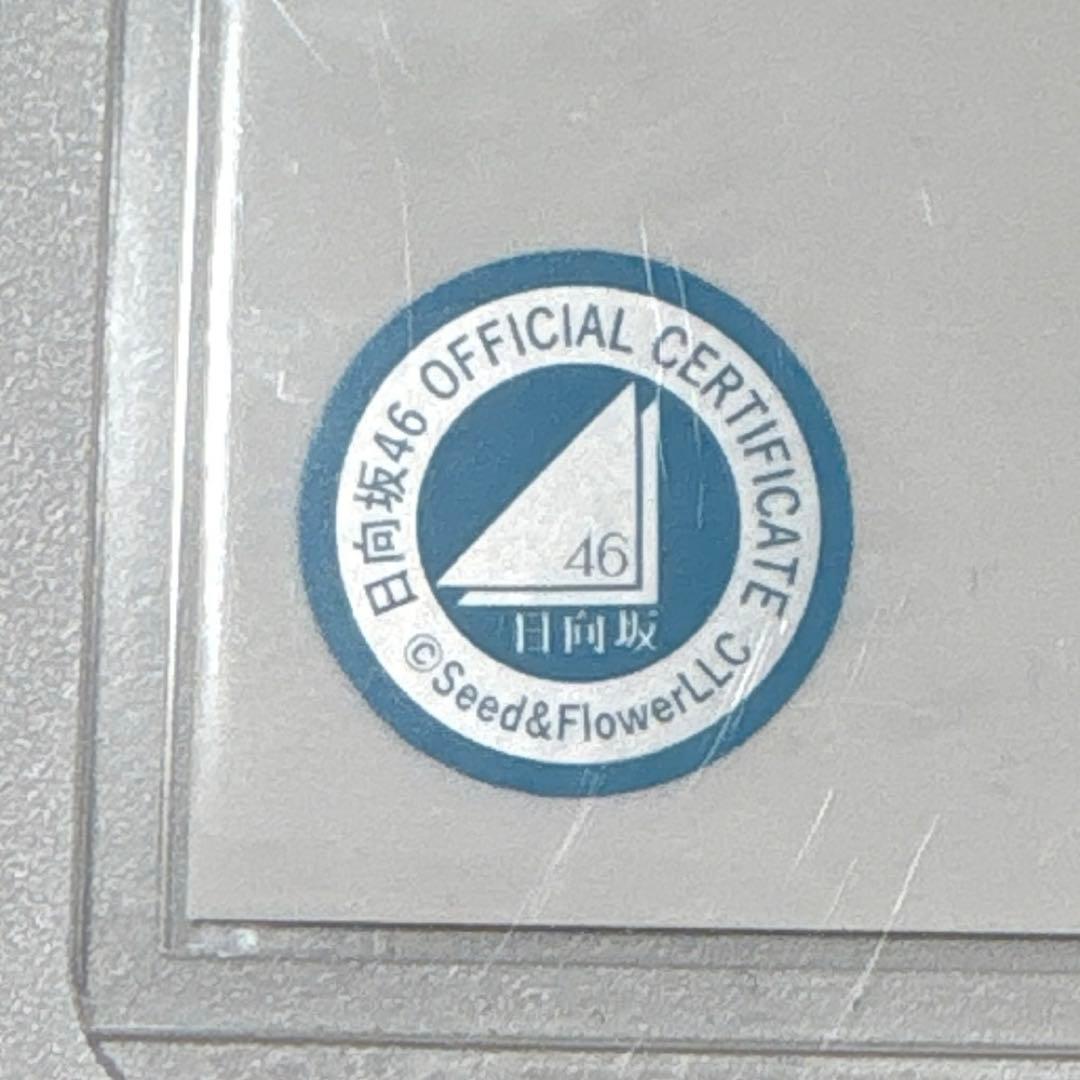 日向坂46 OFFICIAL CERTIFICATE
46
日向坂
©Seed&FlowerLLC